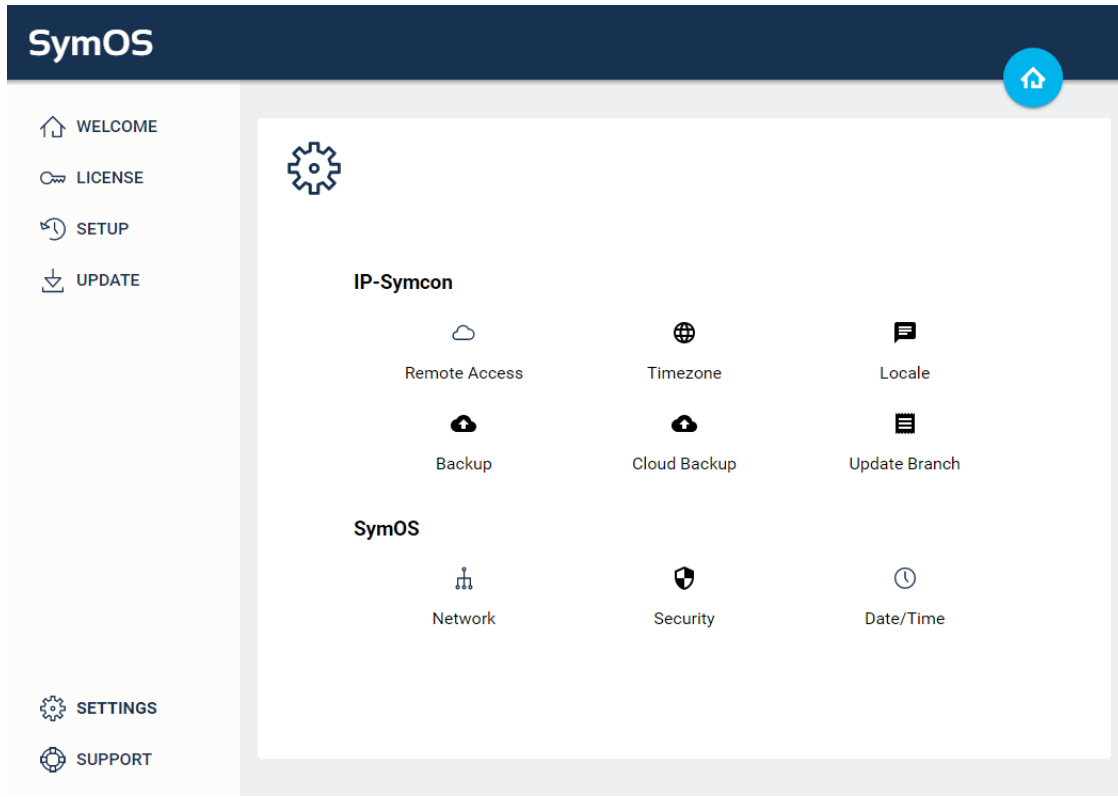 SymOS
WELCOME
LICENSE
SETUP
UPDATE
IP-Symcon
Remote Access Timezone Locale
Backup Cloud Backup Update Branch
SymOS
Network Security Date/Time
SETTINGS
SUPPORT